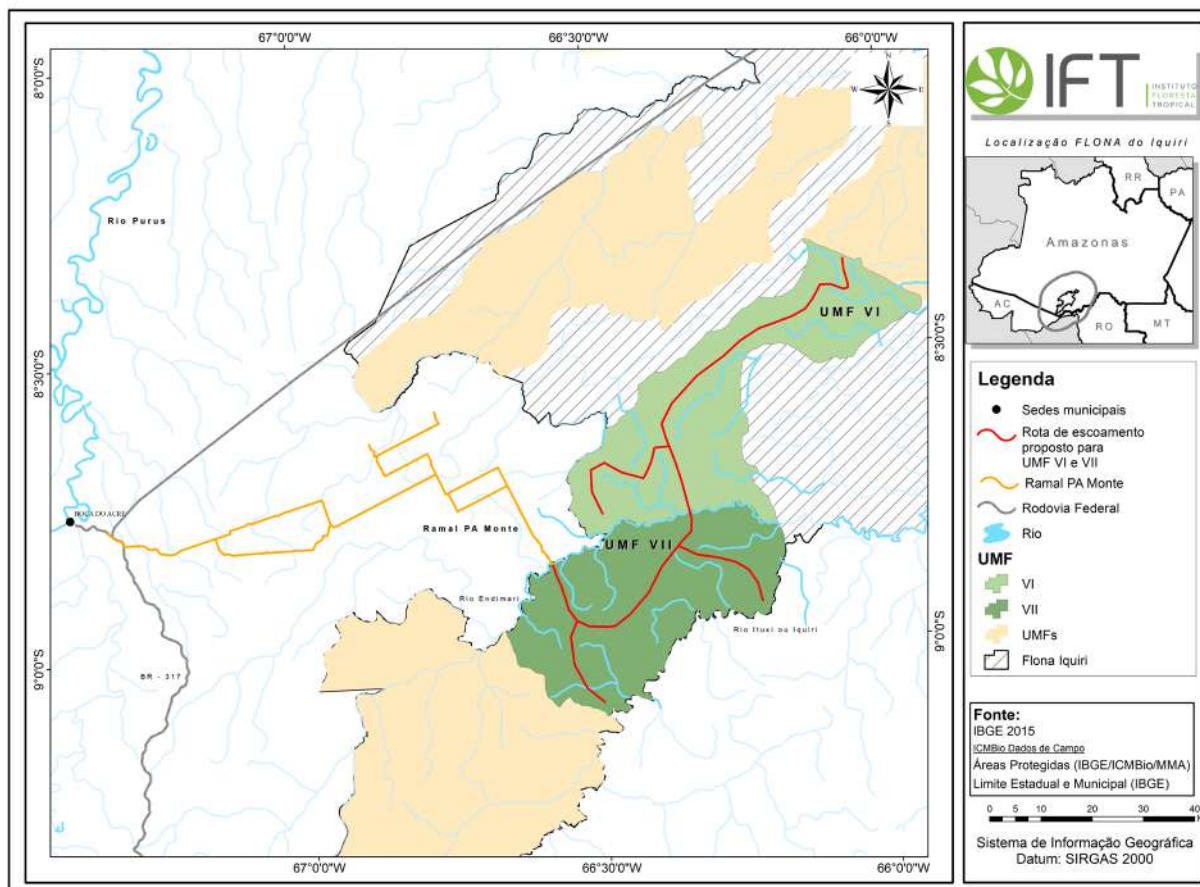 67°0'0"W
66°30'0"W
66°0'0"W
8°0'0"S
8°30'0"S
9°0'0"S
8°30'0"S
9°0'0"S
67°0'0"W
66°30'0"W
66°0'0"W
N
W
E
S
Rio Purus
UMF VI
BOCA DO ACRE
Ramal PA Monte
UMF VII
Rio Endimari
Rio Ituxi ou Iquiri
BR - 317
IFT
INSTITUTO
FLORESTA
TROPICAL
Localização FLONA do Iquiri
RR
PA
Amazonas
AC
RO
MT
Legenda
Sedes municipais
Rota de escoamento
proposto para
UMF VI e VII
Ramal PA Monte
Rodovia Federal
Rio
UMF
VI
VII
UMFs
Flona Iquiri
Fonte:
IBGE 2015
ICMBio Dados de Campo
Áreas Protegidas (IBGE/ICMBio/MMA)
Limite Estadual e Municipal (IBGE)
0 5 10 20 30 40
Sistema de Informação Geográfica
Datum: SIRGAS 2000